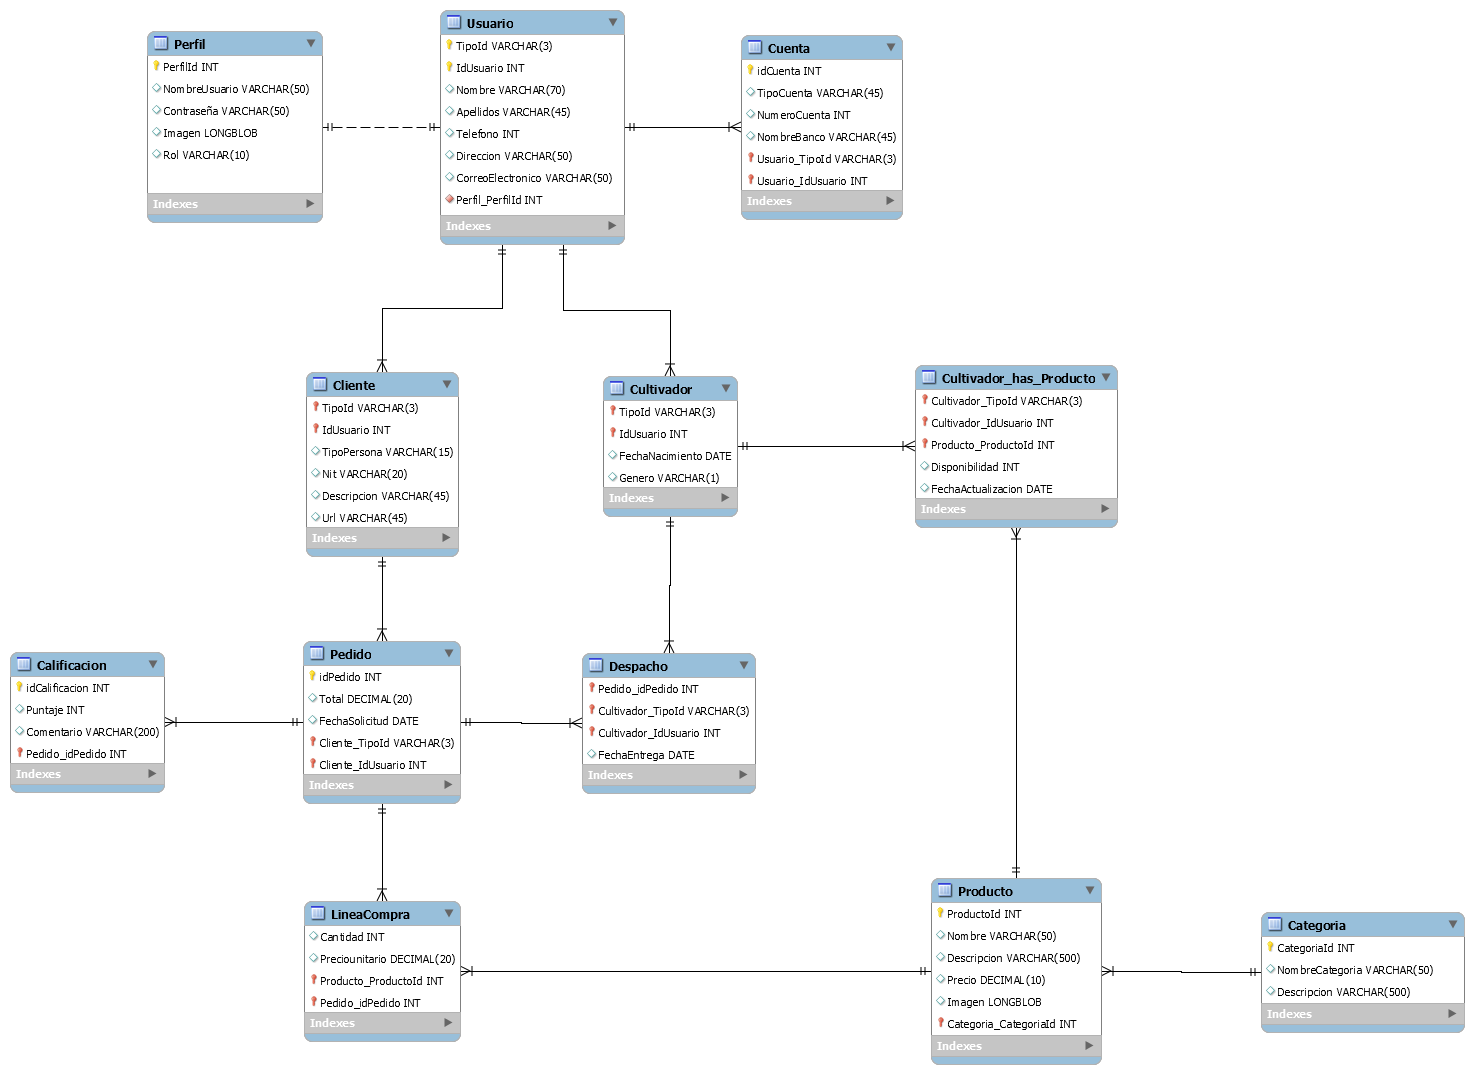 Perfil
PerfilId INT
NombreUsuario VARCHAR(50)
Contraseña VARCHAR(50)
Imagen LONGBLOB
Rol VARCHAR(10)
Indexes
Usuario
TipoId VARCHAR(3)
IdUsuario INT
Nombre VARCHAR(70)
Apellidos VARCHAR(45)
Telefono INT
Direccion VARCHAR(50)
CorreoElectronico VARCHAR(50)
Perfil_PerfilId INT
Indexes
Cuenta
idCuenta INT
TipoCuenta VARCHAR(45)
NumeroCuenta INT
NombreBanco VARCHAR(45)
Usuario_TipoId VARCHAR(3)
Usuario_IdUsuario INT
Indexes
Cliente
TipoId VARCHAR(3)
IdUsuario INT
TipoPersona VARCHAR(15)
Nit VARCHAR(20)
Descripcion VARCHAR(45)
Url VARCHAR(45)
Indexes
Cultivador
TipoId VARCHAR(3)
IdUsuario INT
FechaNacimiento DATE
Genero VARCHAR(1)
Indexes
Cultivador_has_Producto
Cultivador_TipoId VARCHAR(3)
Cultivador_IdUsuario INT
Producto_ProductoId INT
Disponibilidad INT
FechaActualizacion DATE
Indexes
Calificacion
idCalificacion INT
Puntaje INT
Comentario VARCHAR(200)
Pedido_idPedido INT
Indexes
Pedido
idPedido INT
Total DECIMAL(20)
FechaSolicitud DATE
Cliente_TipoId VARCHAR(3)
Cliente_IdUsuario INT
Indexes
Despacho
Pedido_idPedido INT
Cultivador_TipoId VARCHAR(3)
Cultivador_IdUsuario INT
FechaEntrega DATE
Indexes
LineaCompra
Cantidad INT
Preciounitario DECIMAL(20)
Producto_ProductoId INT
Pedido_idPedido INT
Indexes
Producto
ProductoId INT
Nombre VARCHAR(50)
Descripcion VARCHAR(500)
Precio DECIMAL(10)
Imagen LONGBLOB
Categoria_CategoriaId INT
Indexes
Categoria
CategoriaId INT
NombreCategoria VARCHAR(50)
Descripcion VARCHAR(500)
Indexes